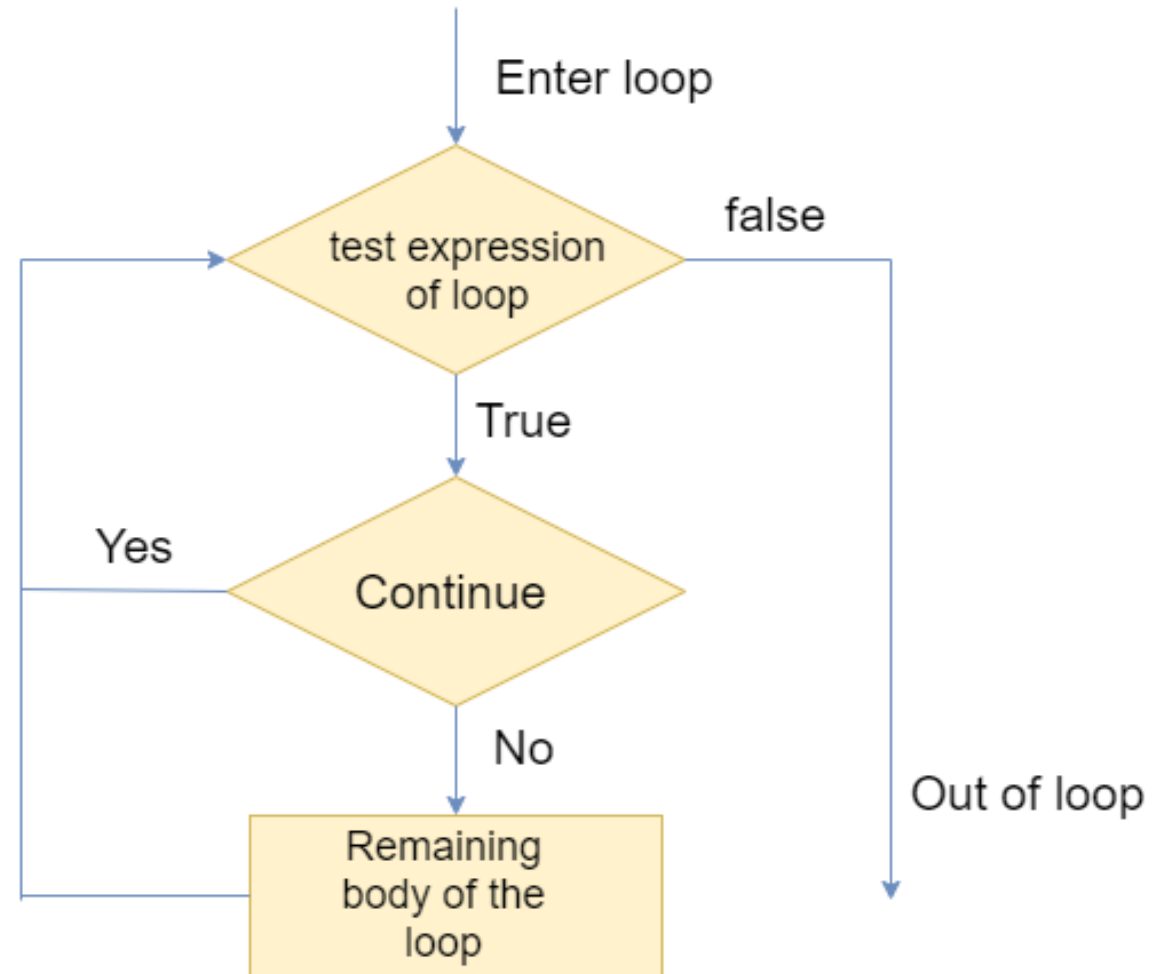 Enter loop
false
test expression
of loop
True
Yes
Continue
No
Out of loop
Remaining
body of the
loop